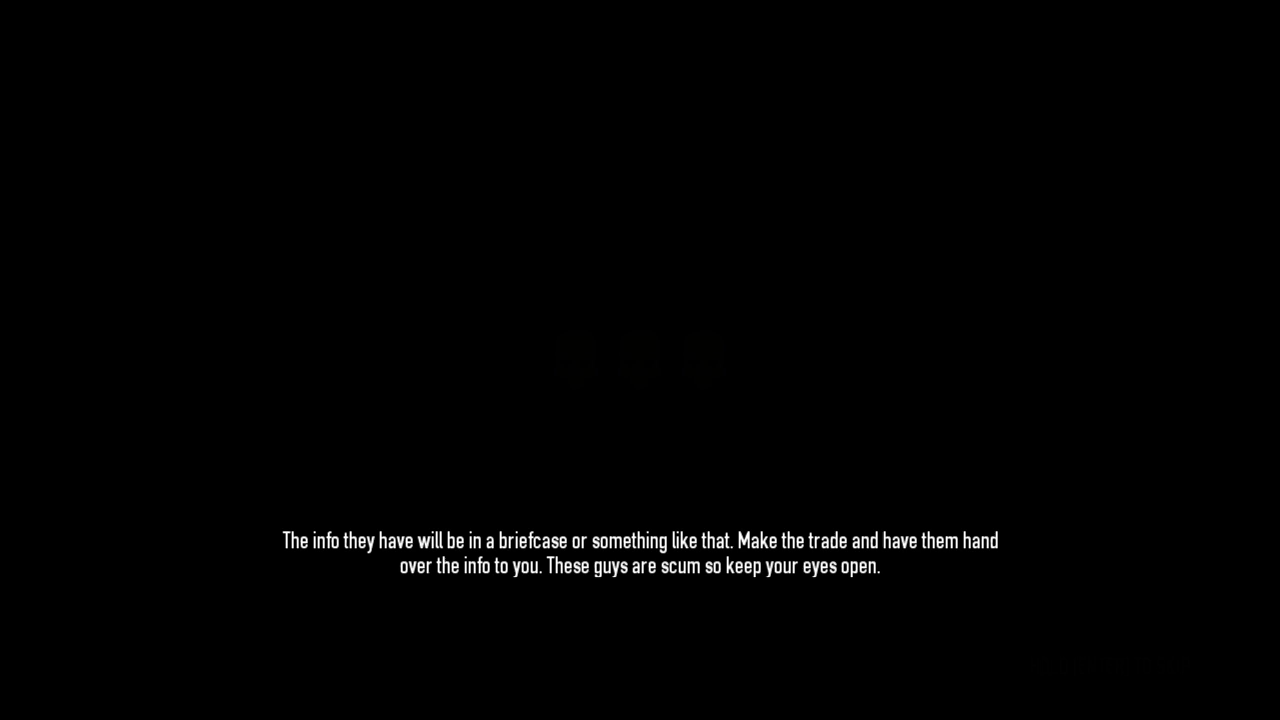 The info they have will be in a briefcase or something like that. Make the trade and have them hand
over the info to you. These guys are scum so keep your eyes open.